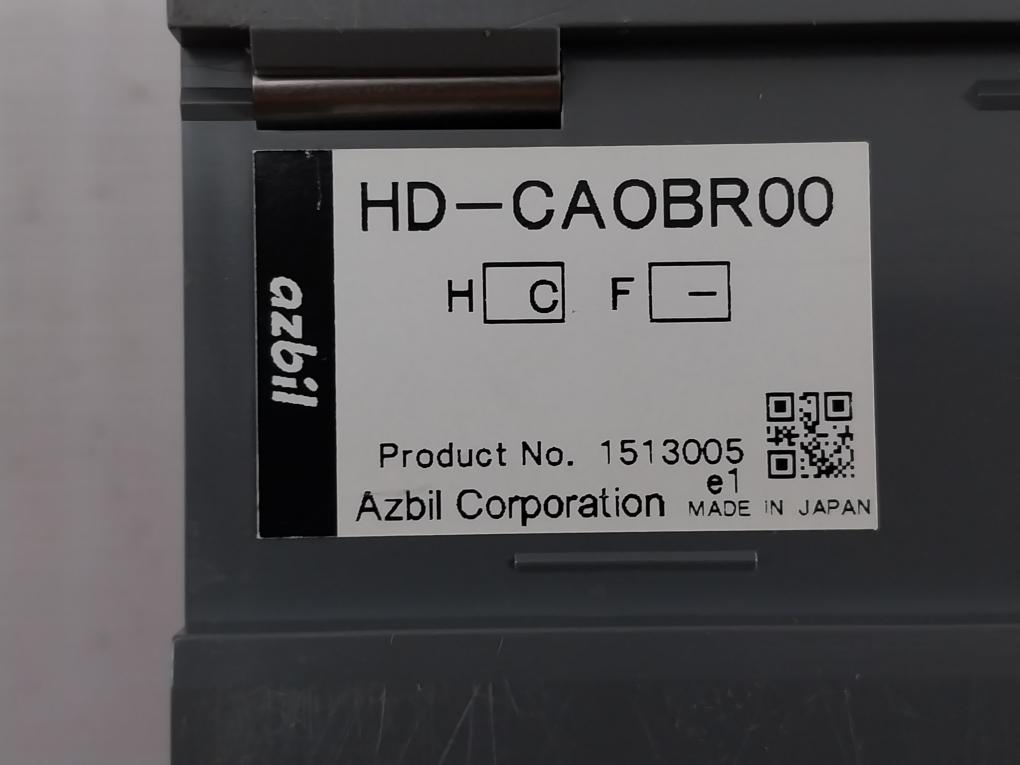 azbil
HD-CAOBR00
H C F -
Product No. 1513005
e1
Azbil Corporation MADE IN JAPAN